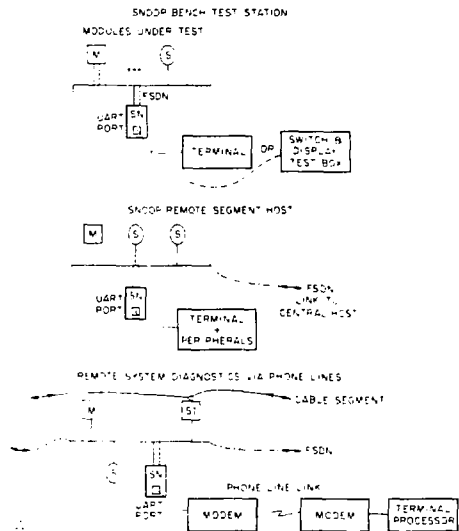 SNOOP BENCH TEST STATION
MODULES UNDER TEST
M
S
...
FSDN
UART
PORT
SN
TERMINAL
OR
SWITCH &
DISPLAY
TEST BOX
SNOOP REMOTE SEGMENT HOST
M
S
S
UART
PORT
SN
FSDN
LINK TO
CENTRAL HOST
TERMINAL
+
PERIPHERALS
REMOTE SYSTEM DIAGNOSTICS VIA PHONE LINES
CABLE SEGMENT
M
FSDN
S
SN
UART
PORT
PHONE LINE LINK
MODEM
MODEM
TERMINAL
PROCESSOR